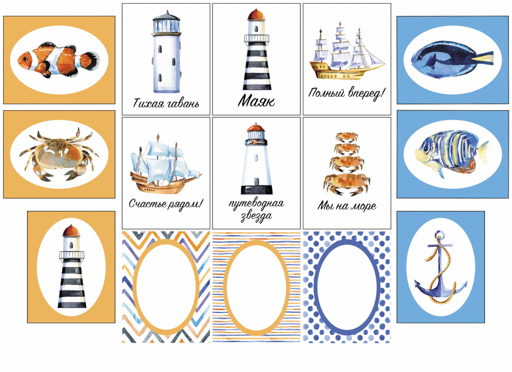 Тихая гавань
Маяк
Полный вперед!
Счастье рядом!
путеводная
звезда
Мы на море